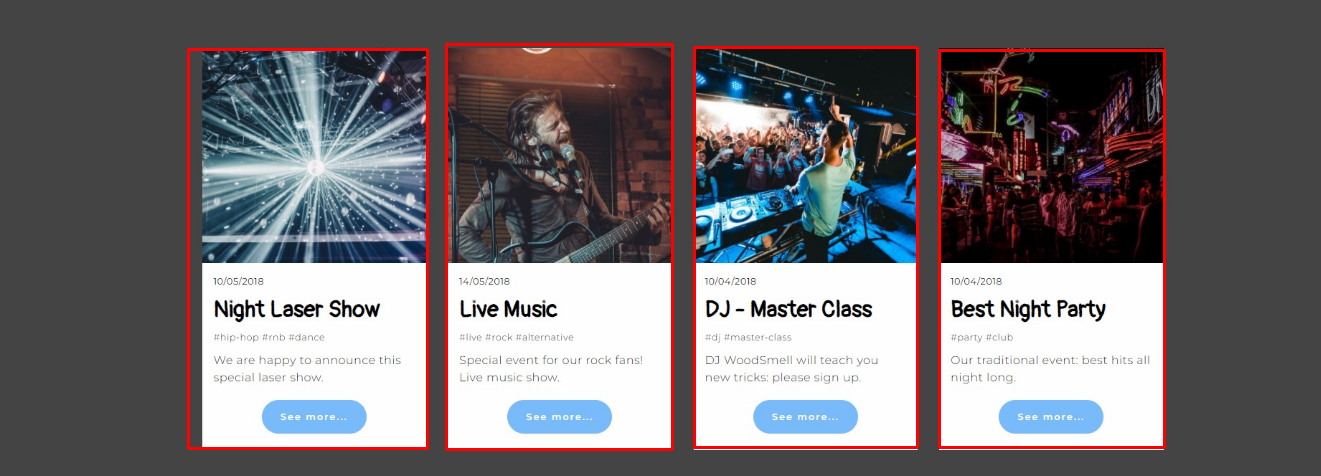 10/05/2018
Night Laser Show
#hip-hop #rnb #dance
We are happy to announce this
special laser show.
See more...
14/05/2018
Live Music
#live #rock #alternative
Special event for our rock fans!
Live music show.
See more...
10/04/2018
DJ - Master Class
#dj #master-class
DJ WoodSmell will teach you
new tricks: please sign up.
See more...
10/04/2018
Best Night Party
#party #club
Our traditional event: best hits all
night long.
See more...